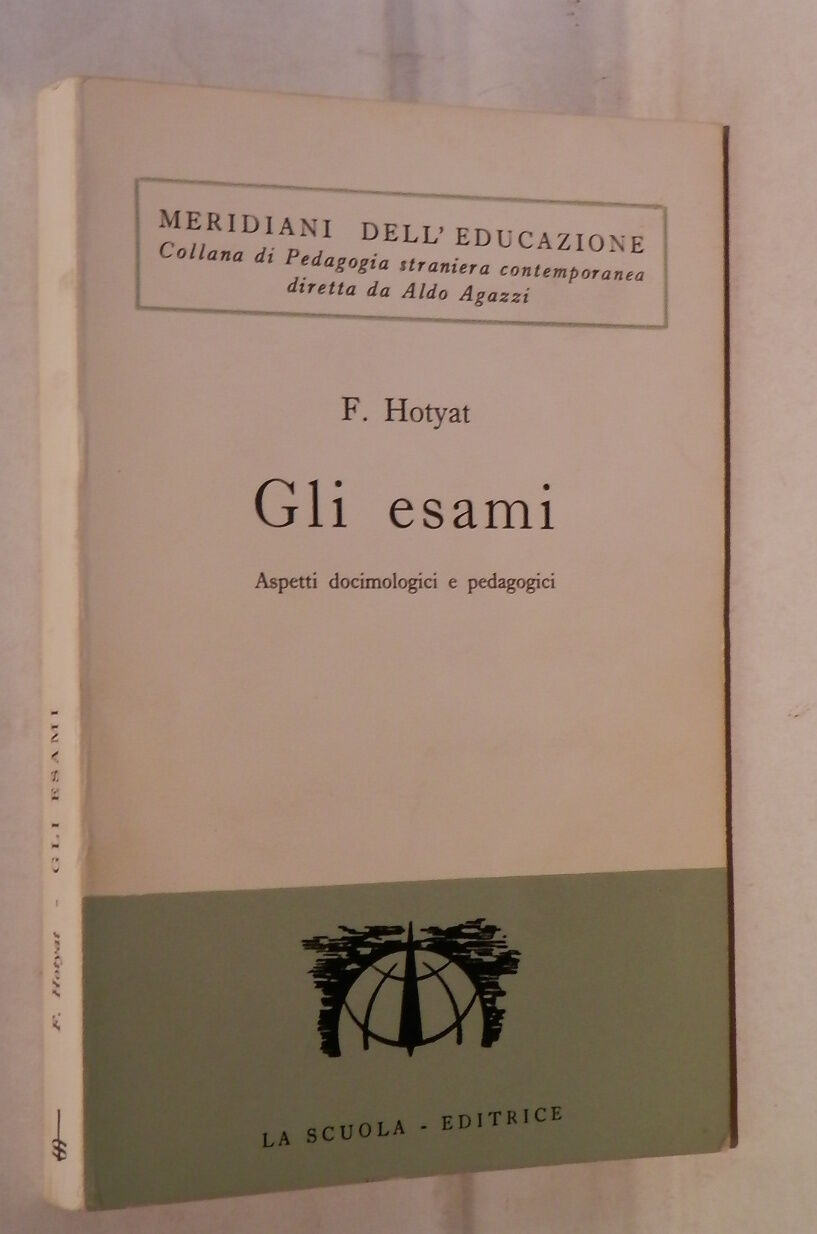 MERIDIANI DELL' EDUCAZIONE
Collana di Pedagogia straniera contemporanea
diretta da Aldo Agazzi
F. Hotyat
Gli esami
Aspetti docimologici e pedagogici
LA SCUOLA - EDITRICE
F. Hotyat - GLI ESAMI